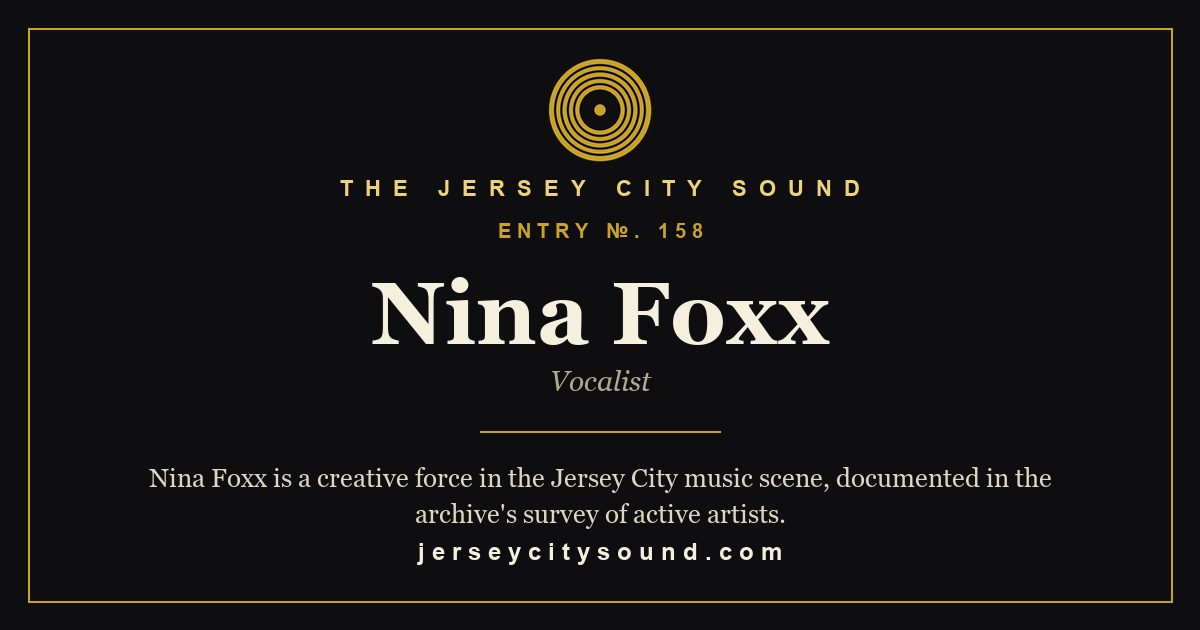 THE JERSEY CITY SOUND
ENTRY №. 158
Nina Foxx
Vocalist
Nina Foxx is a creative force in the Jersey City music scene, documented in the
archive's survey of active artists.
jerseycitysound.com